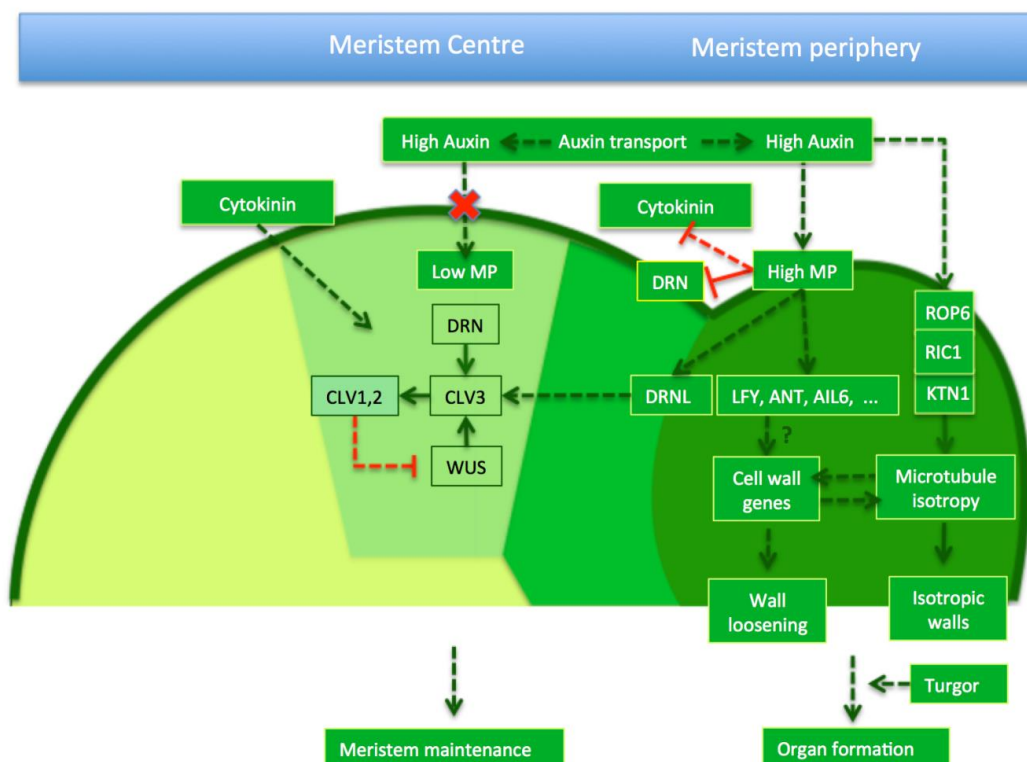 Meristem Centre
Meristem periphery
High Auxin
Auxin transport
High Auxin
Cytokinin
Cytokinin
Low MP
DRN
High MP
DRN
ROP6
RIC1
KTN1
CLV1,2
CLV3
DRNL
LFY, ANT, AIL6, ...
?
WUS
Cell wall
genes
Microtubule
isotropy
Wall
loosening
Isotropic
walls
Turgor
Meristem maintenance
Organ formation